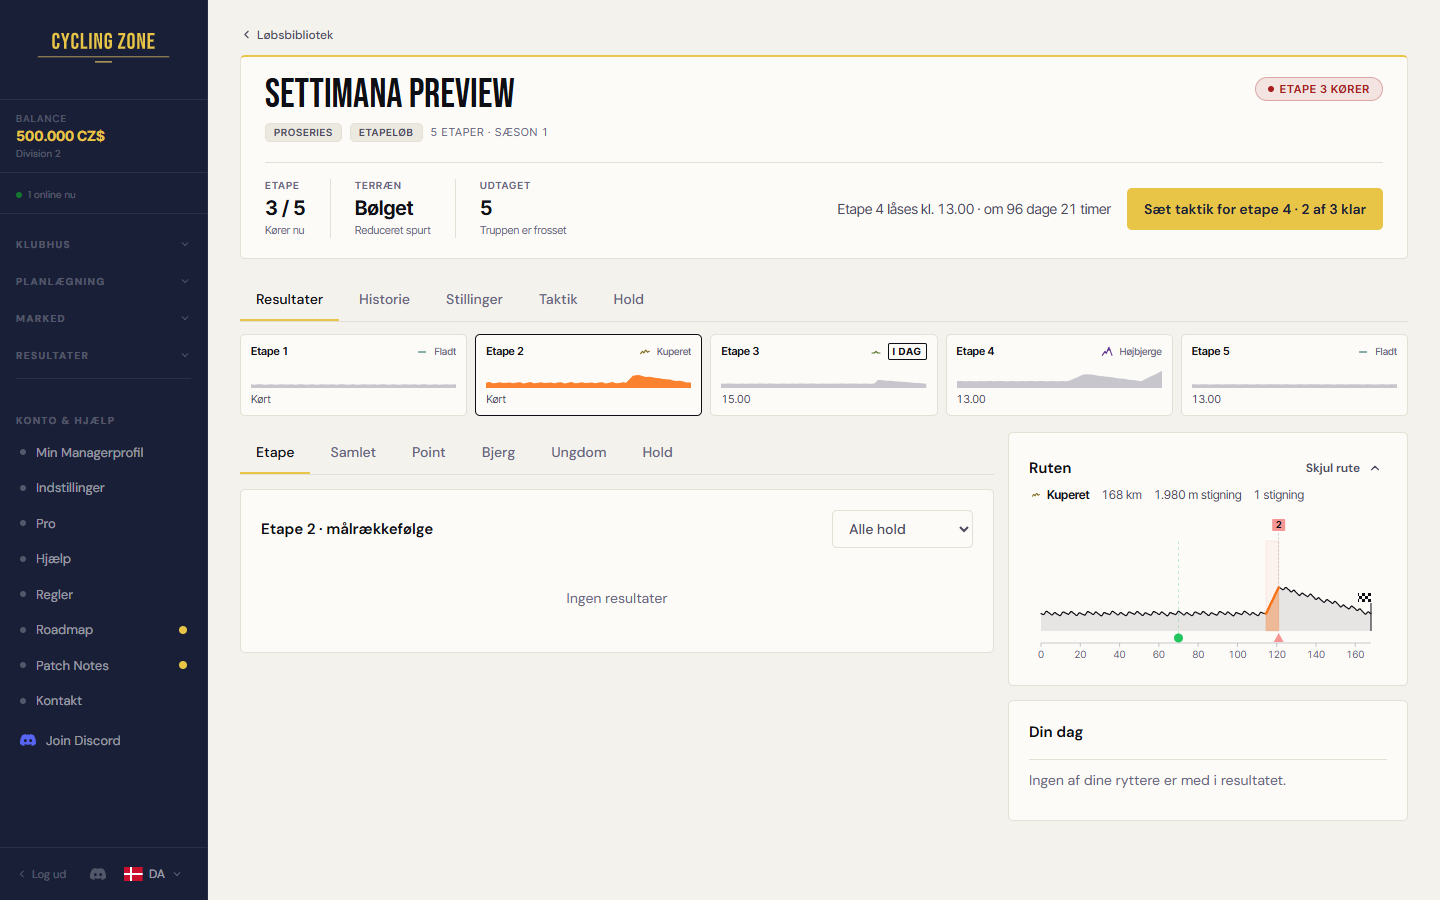 CYCLING ZONE
BALANCE
500.000 CZ$
Division 2
1 online nu
KLUBHUS
PLANLÆGNING
MARKED
RESULTATER
KONTO & HJÆLP
Min Managerprofil
Indstillinger
Pro
Hjælp
Regler
Roadmap
Patch Notes
Kontakt
Join Discord
Log ud
DA
Løbsbibliotek
SETTIMANA PREVIEW
ETAPE 3 KØRER
PROSERIES ETAPELØB 5 ETAPER · SÆSON 1
ETAPE
3 / 5
Kører nu
TERRÆN
Bølget
Reduceret spurt
UDTAGET
5
Truppen er frosset
Etape 4 låses kl. 13.00 · om 96 dage 21 timer
Sæt taktik for etape 4 · 2 af 3 klar
Resultater Historie Stillinger Taktik Hold
Etape 1 Fladt
Kørt
Etape 2 Kuperet
Kørt
Etape 3 I DAG
15.00
Etape 4 Højbjerge
13.00
Etape 5 Fladt
13.00
Etape Samlet Point Bjerg Ungdom Hold
Etape 2 · målrækkefølge
Alle hold
Ingen resultater
Ruten
Skjul rute
Kuperet 168 km 1.980 m stigning 1 stigning
2
0 20 40 60 80 100 120 140 160
Din dag
Ingen af dine ryttere er med i resultatet.